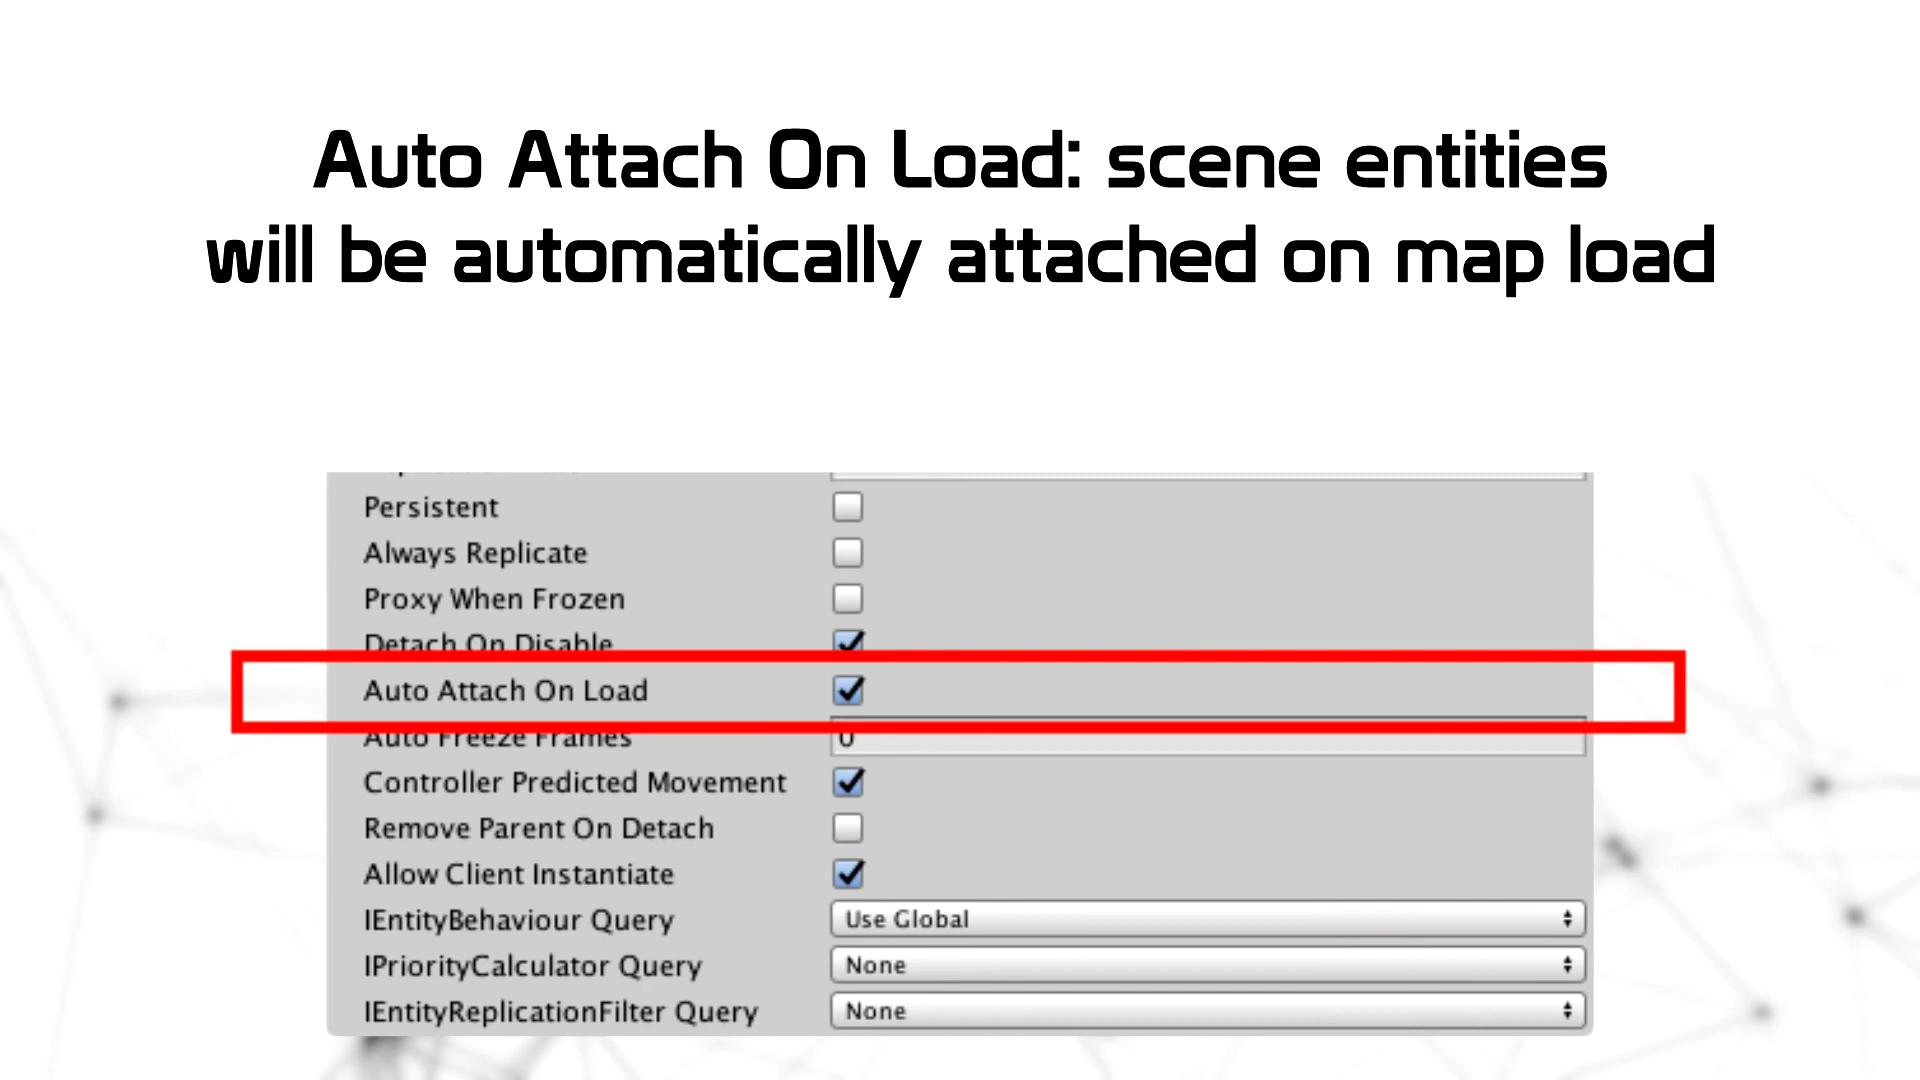 Auto Attach On Load: scene entities
will be automatically attached on map load
Persistent
Always Replicate
Proxy When Frozen
Detach On Disable
Auto Attach On Load
Auto Freeze Frames 0
Controller Predicted Movement
Remove Parent On Detach
Allow Client Instantiate
IEntityBehaviour Query Use Global
IPriorityCalculator Query None
IEntityReplicationFilter Query None